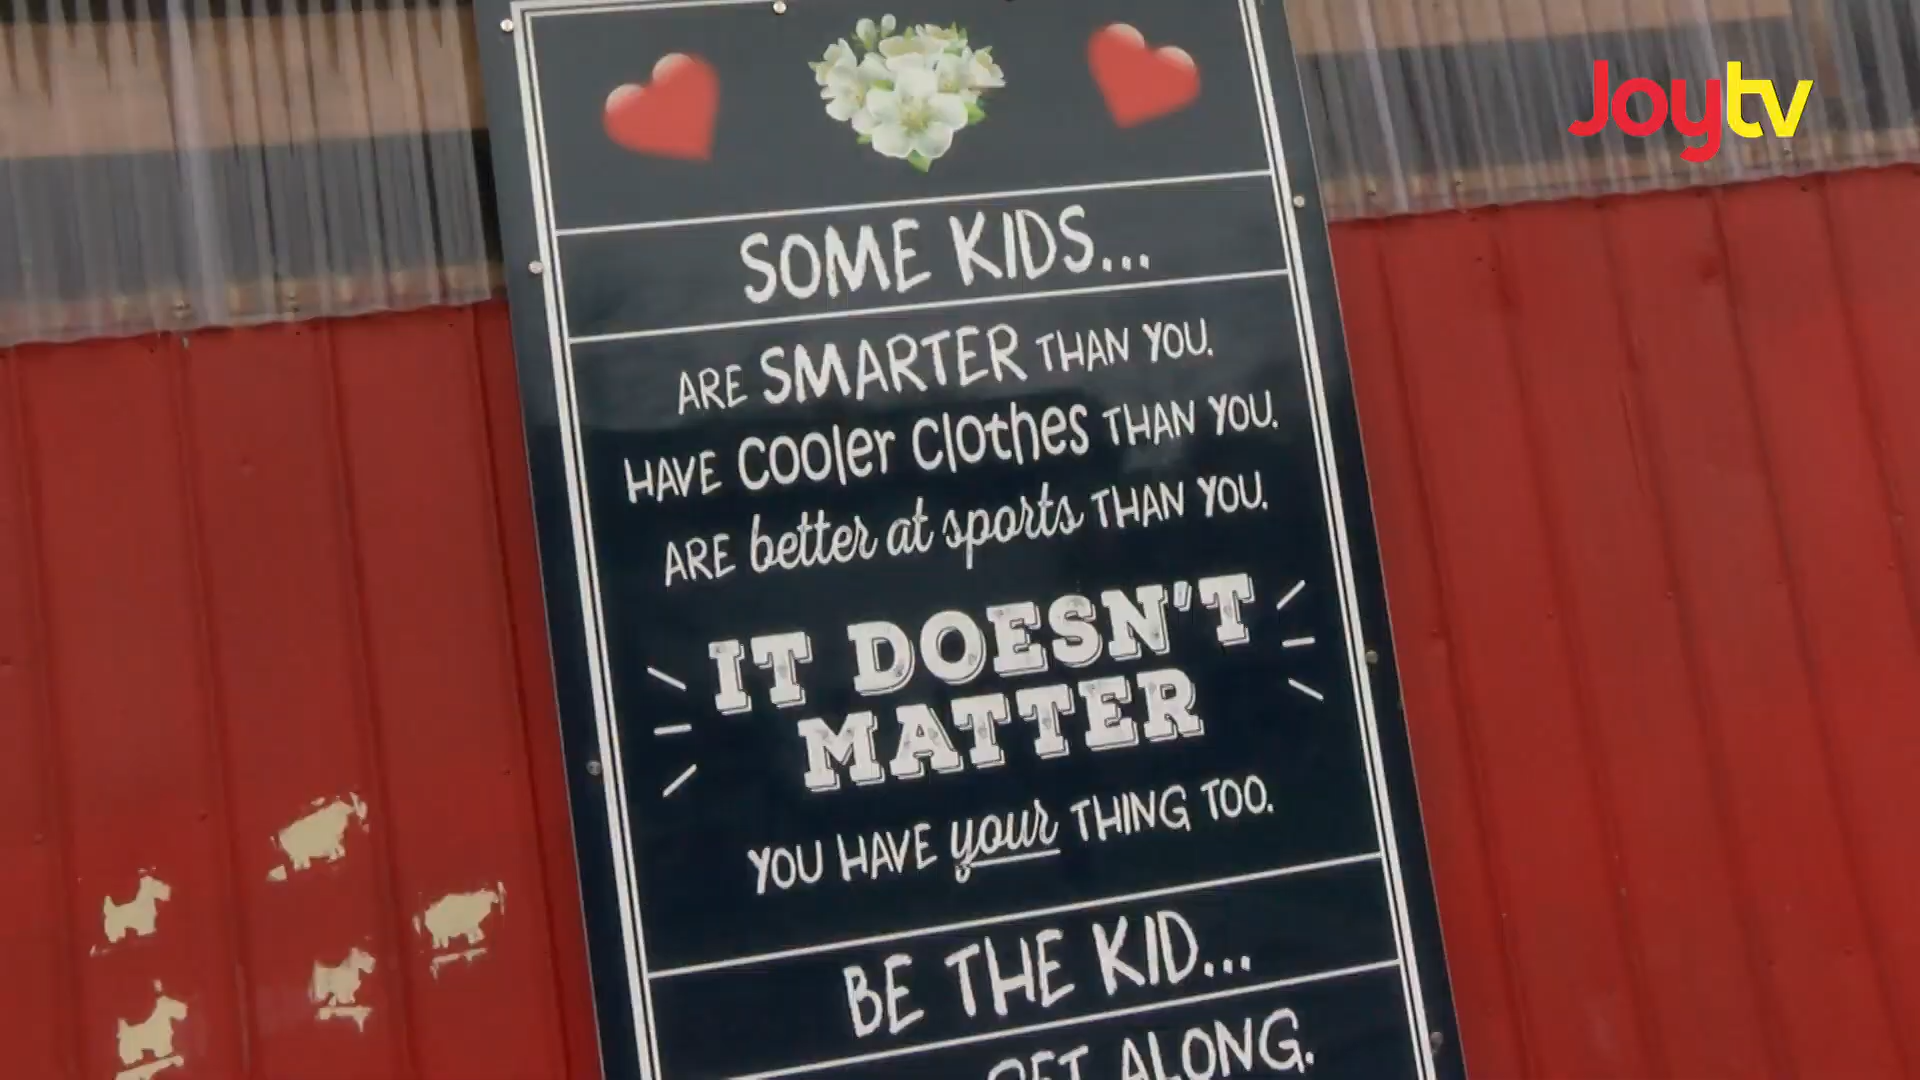 Joytv
SOME KIDS...
ARE SMARTER THAN YOU.
HAVE cooler clothes THAN YOU.
ARE better at sports THAN YOU.
IT DOESN'T
MATTER
YOU HAVE your THING TOO.
BE THE KID...
GET ALONG.